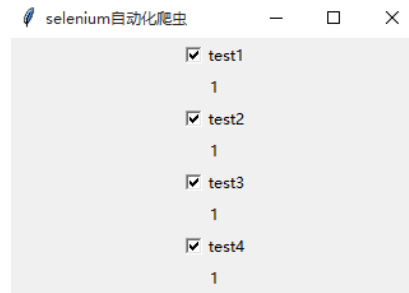 selenium自动化爬虫
test1
1
test2
1
test3
1
test4
1